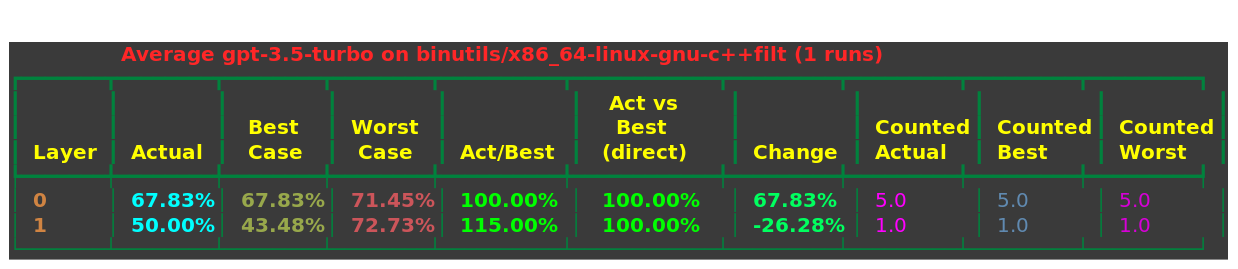 Average gpt-3.5-turbo on binutils/x86_64-linux-gnu-c++filt (1 runs)
Act vs
Best Worst Best Counted Counted Counted
Layer Actual Case Case Act/Best (direct) Change Actual Best Worst
0 67.83% 67.83% 71.45% 100.00% 100.00% 67.83% 5.0 5.0 5.0
1 50.00% 43.48% 72.73% 115.00% 100.00% -26.28% 1.0 1.0 1.0